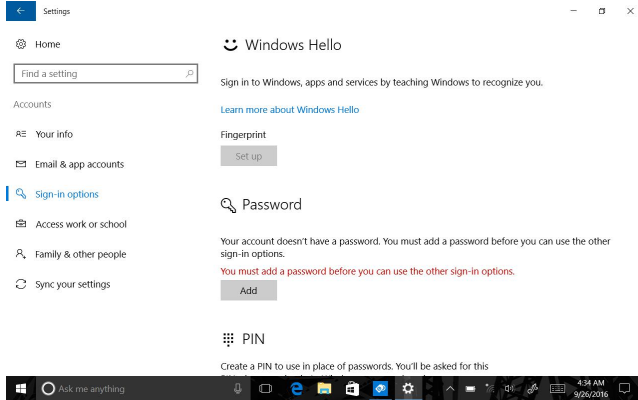 Settings
Home
Find a setting
Accounts
Your info
Email & app accounts
Sign-in options
Access work or school
Family & other people
Sync your settings
Windows Hello
Sign in to Windows, apps and services by teaching Windows to recognize you.
Learn more about Windows Hello
Fingerprint
Set up
Password
Your account doesn't have a password. You must add a password before you can use the other
sign-in options.
You must add a password before you can use the other sign-in options.
Add
PIN
Create a PIN to use in place of passwords. You'll be asked for this
Ask me anything
4:34 AM
9/26/2016